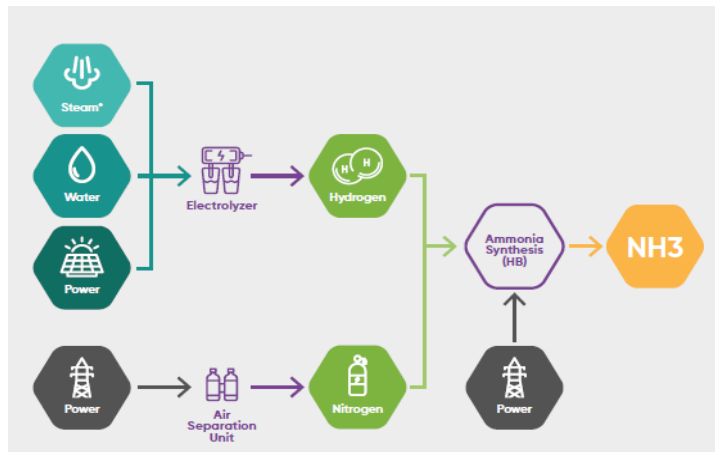 Steam*
Water
Power
Electrolyzer
H H
Hydrogen
Ammonia
Synthesis
(HB)
NH3
Power
Air
Separation
Unit
Nitrogen
Power